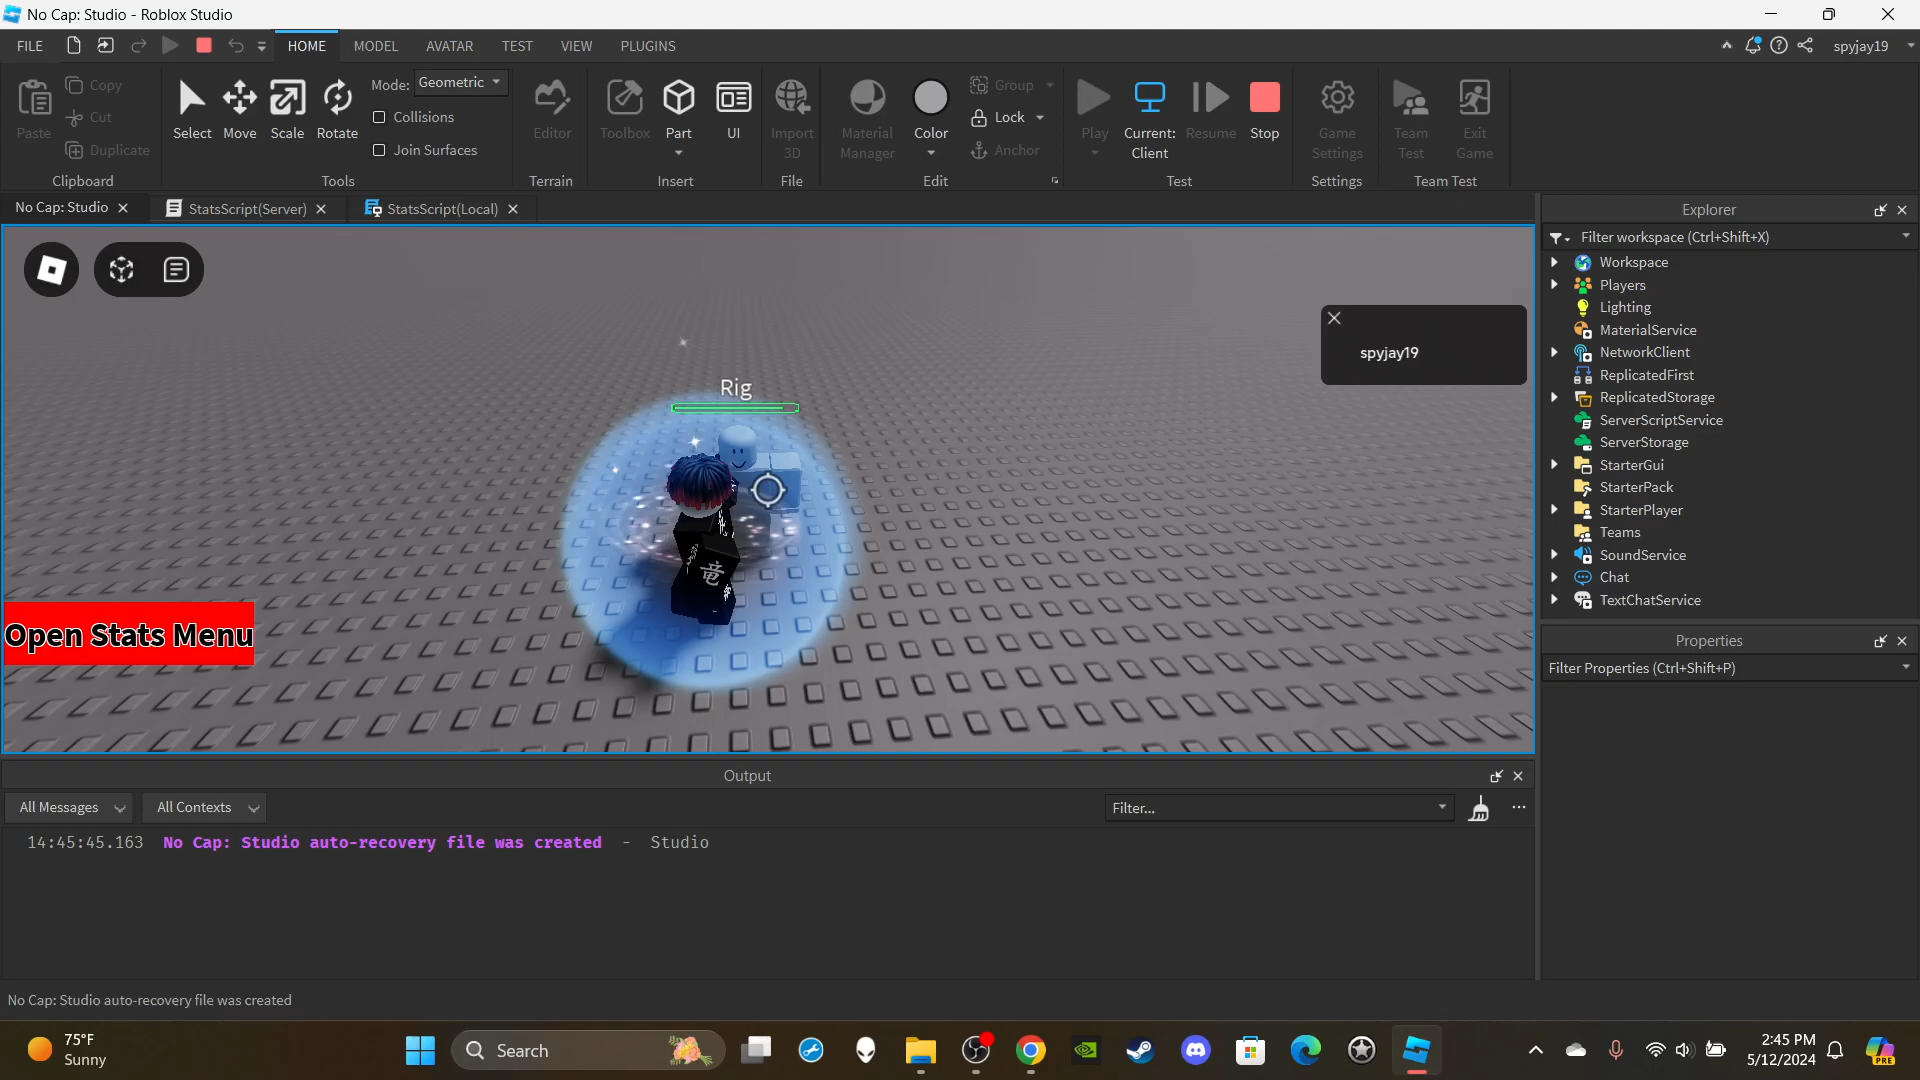 No Cap: Studio - Roblox Studio
FILE HOME MODEL AVATAR TEST VIEW PLUGINS spyjay19
Paste
Copy
Cut
Duplicate
Clipboard
Select
Move
Scale
Rotate
Mode: Geometric
Collisions
Join Surfaces
Tools
Editor
Terrain
Toolbox
Part
UI
Insert
Import
3D
File
Material
Manager
Color
Group
Lock
Anchor
Edit
Play
Current:
Client
Resume
Stop
Test
Game
Settings
Settings
Team
Test
Exit
Game
Team Test
No Cap: Studio StatsScript(Server) StatsScript(Local)
Rig
竜
spyjay19
Open Stats Menu
Explorer
Filter workspace (Ctrl+Shift+X)
Workspace
Players
Lighting
MaterialService
NetworkClient
ReplicatedFirst
ReplicatedStorage
ServerScriptService
ServerStorage
StarterGui
StarterPack
StarterPlayer
Teams
SoundService
Chat
TextChatService
Properties
Filter Properties (Ctrl+Shift+P)
Output
All Messages All Contexts Filter...
14:45:45.163 No Cap: Studio auto-recovery file was created - Studio
No Cap: Studio auto-recovery file was created
75°F
Sunny
Search
2:45 PM
5/12/2024
PRE